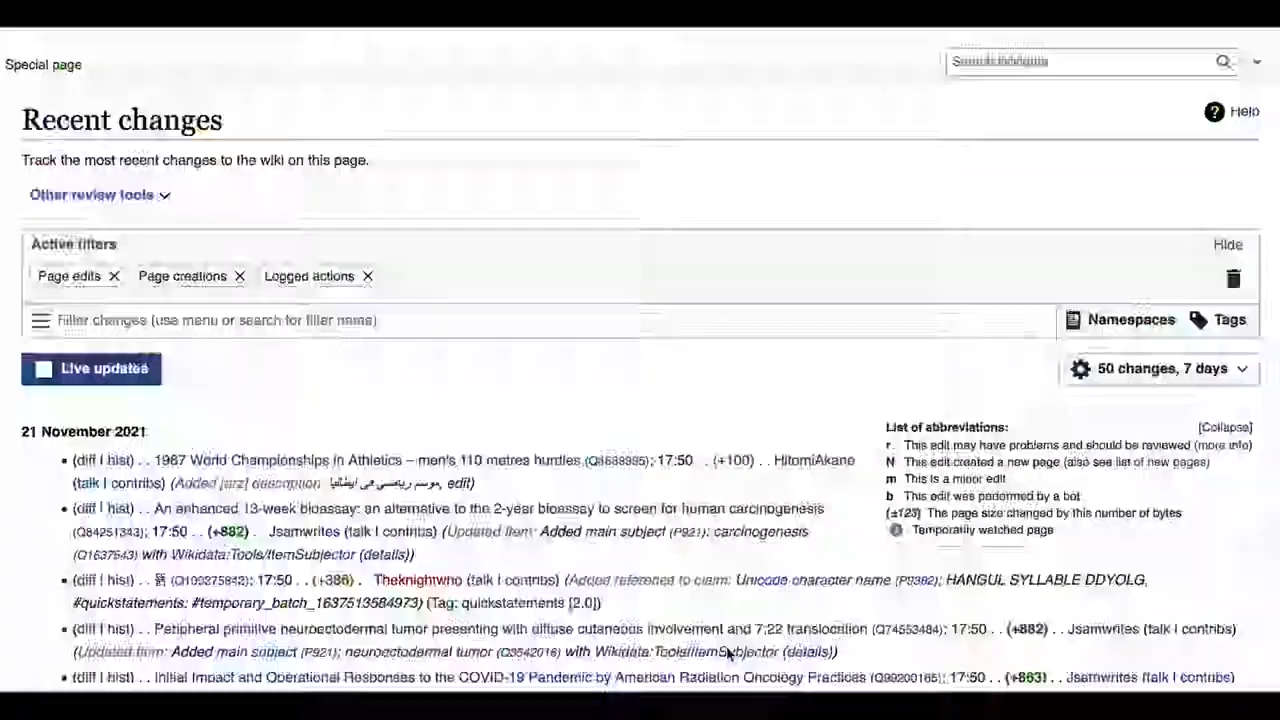 Special page
Recent changes
Help
Track the most recent changes to the wiki on this page.
Other review tools
Active filters
Hide
Page edits
Page creations
Logged actions
Filter changes (use menu or search for filter name)
Namespaces
Tags
Live updates
50 changes, 7 days
21 November 2021
List of abbreviations:
[Collapse]
r This edit may have problems and should be reviewed (more info)
N This edit created a new page (also see list of new pages)
m This is a minor edit
b This edit was performed by a bot
(±123) The page size changed by this number of bytes
Temporarily watched page
(diff | hist) . . 1987 World Championships in Athletics – men's 110 metres hurdles 17:50 . . (+100) . . HitomiAkane
(talk | contribs) (Added [arz] description edit)
(diff | hist) . . An enhanced 13-week bioassay: an alternative to the 2-year bioassay to screen for human carcinogenesis
(Q84251343); 17:50 . . (+882) . . Jsamwrites (talk | contribs) (Updated item: Added main subject (P921): carcinogenesis
(Q1637543) with Wikidata:Tools/ItemSubjector (details))
(diff | hist) . . 17:50 . . (+386) . . Theknightwho (talk | contribs) (Added reference to claim: Unicode character name (P9382): HANGUL SYLLABLE DDYOLG,
#quickstatements; #temporary_batch_1637513584973) (Tag: quickstatements [2.0])
(diff | hist) . . Peripheral primitive neuroectodermal tumor presenting with diffuse cutaneous involvement and 7;22 translocation (Q74553484); 17:50 . . (+882) . . Jsamwrites (talk | contribs)
(Updated item: Added main subject (P921): neuroectodermal tumor (Q3542016) with Wikidata:Tools/ItemSubjector (details))
(diff | hist) . . Initial Impact and Operational Responses to the COVID-19 Pandemic by American Radiation Oncology Practices (Q99200165); 17:50 . . (+863) . . Jsamwrites (talk | contribs)